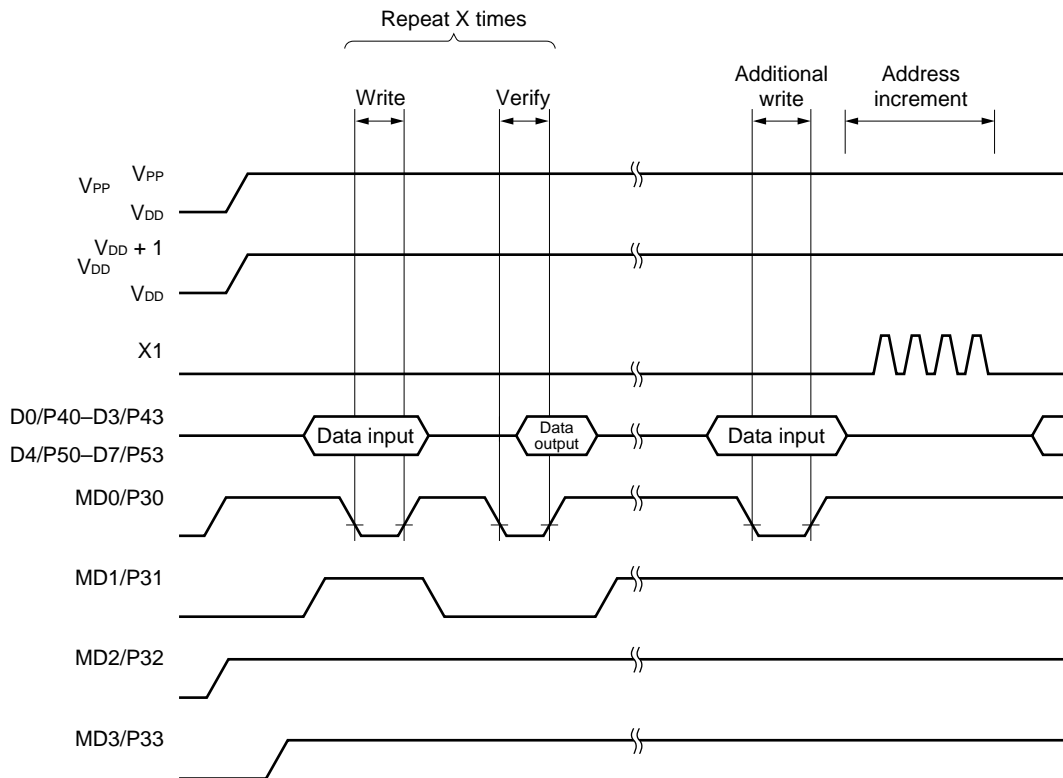 Repeat X times
Write
Verify
Additional
write
Address
increment
VPP
VPP
VDD
VDD + 1
VDD
VDD
X1
D0/P40–D3/P43
D4/P50–D7/P53
Data input
Data
output
Data input
MD0/P30
MD1/P31
MD2/P32
MD3/P33